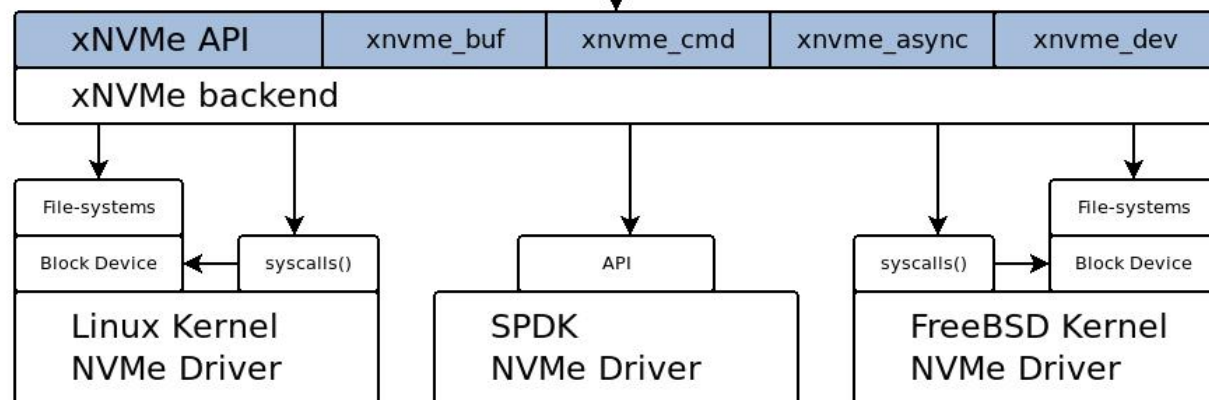 xNVMe API xnvme_buf xnvme_cmd xnvme_async xnvme_dev
xNVMe backend
File-systems File-systems
Block Device syscalls() API syscalls() Block Device
Linux Kernel SPDK FreeBSD Kernel
NVMe Driver NVMe Driver NVMe Driver